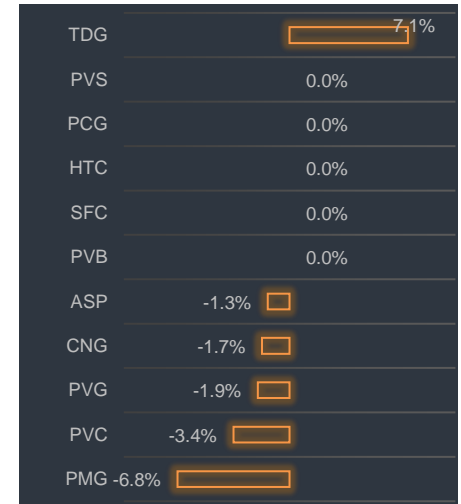 TDG 7.1%
PVS 0.0%
PCG 0.0%
HTC 0.0%
SFC 0.0%
PVB 0.0%
ASP -1.3%
CNG -1.7%
PVG -1.9%
PVC -3.4%
PMG -6.8%